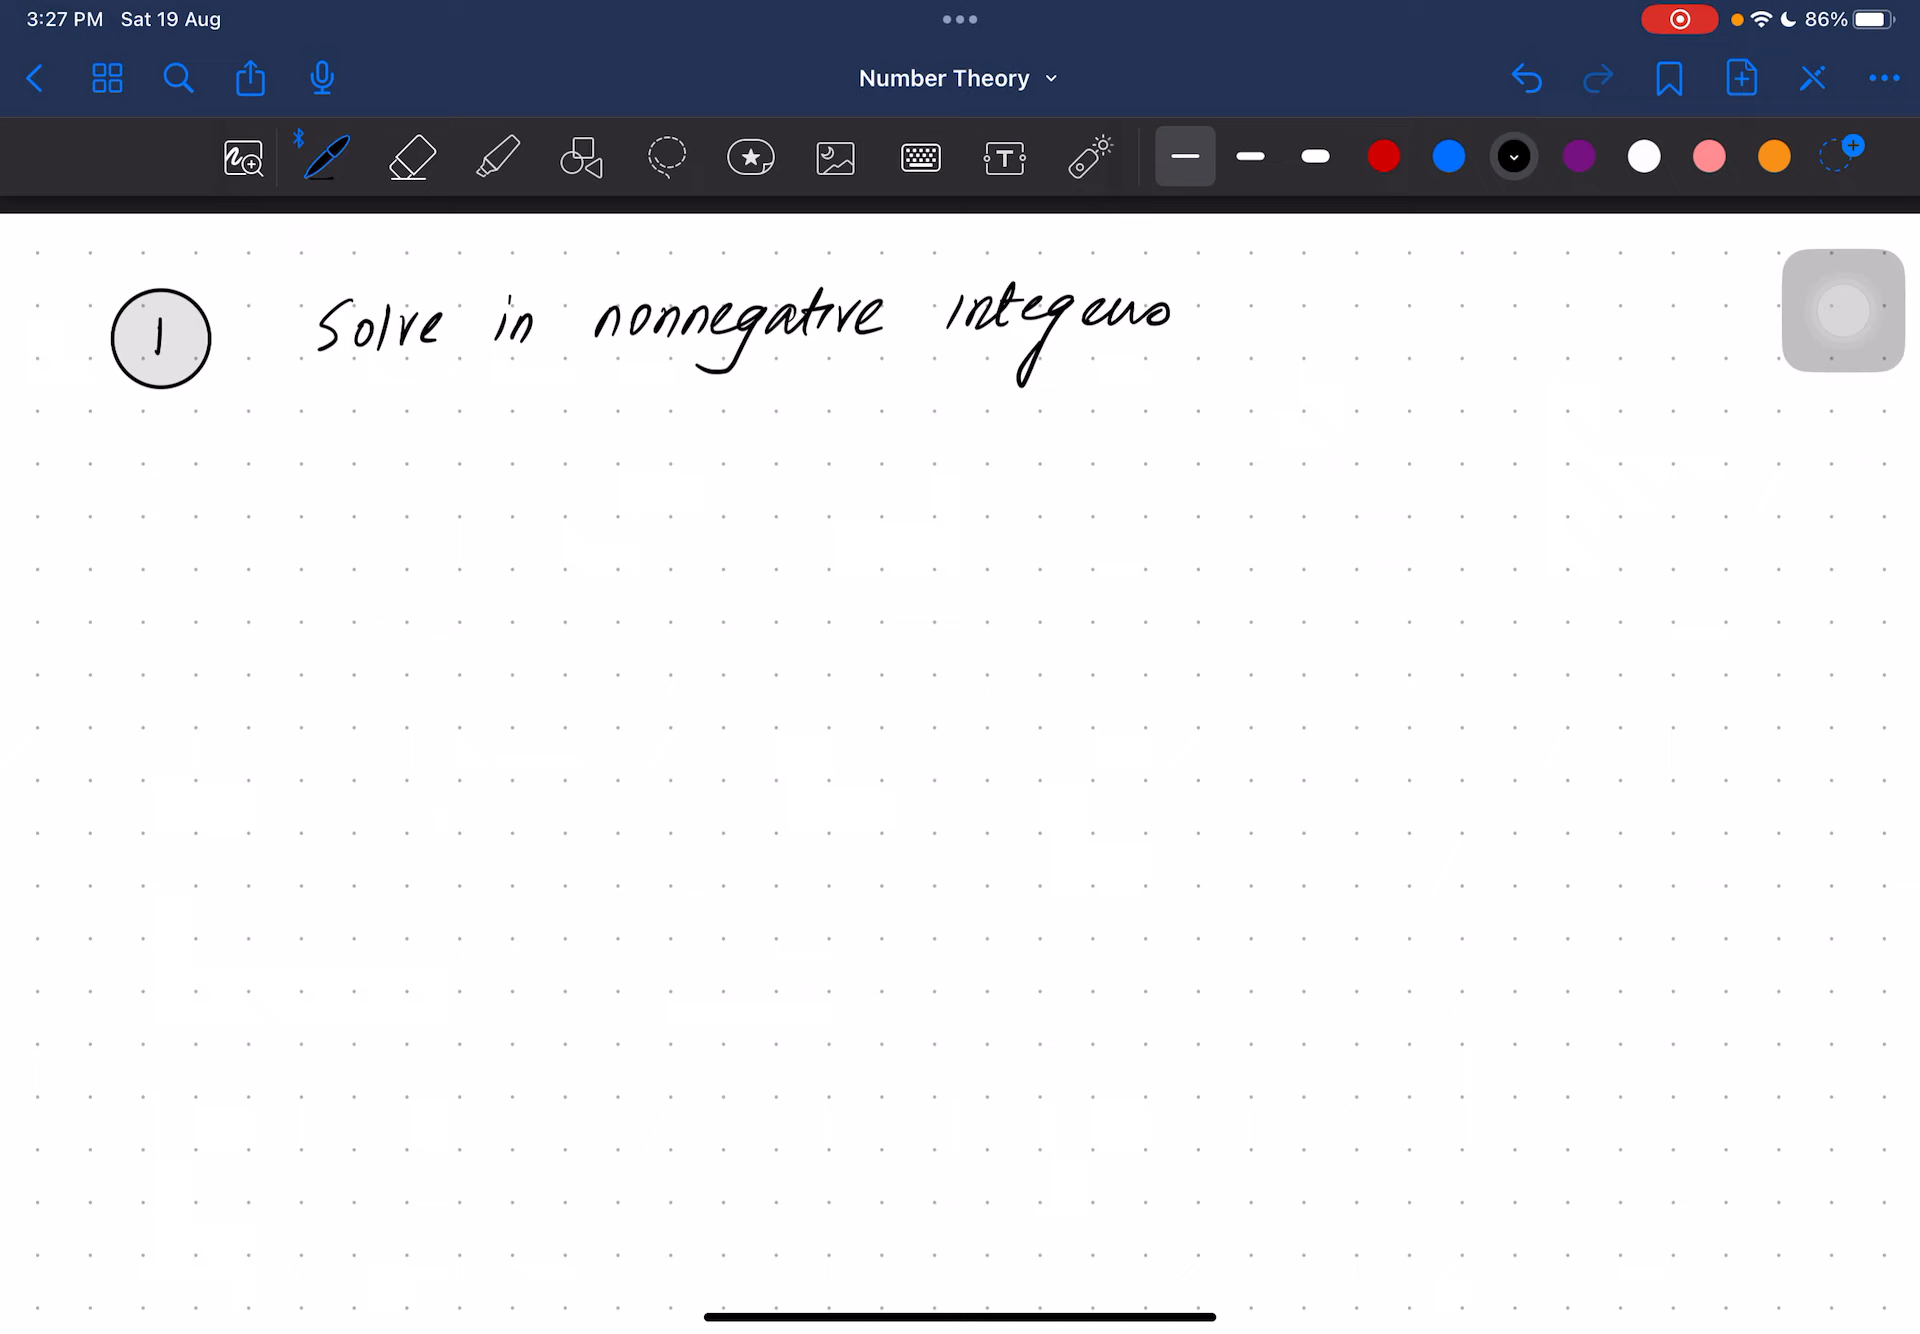 3:27 PM Sat 19 Aug
86%
Number Theory
T
1 Solve in nonnegative integers